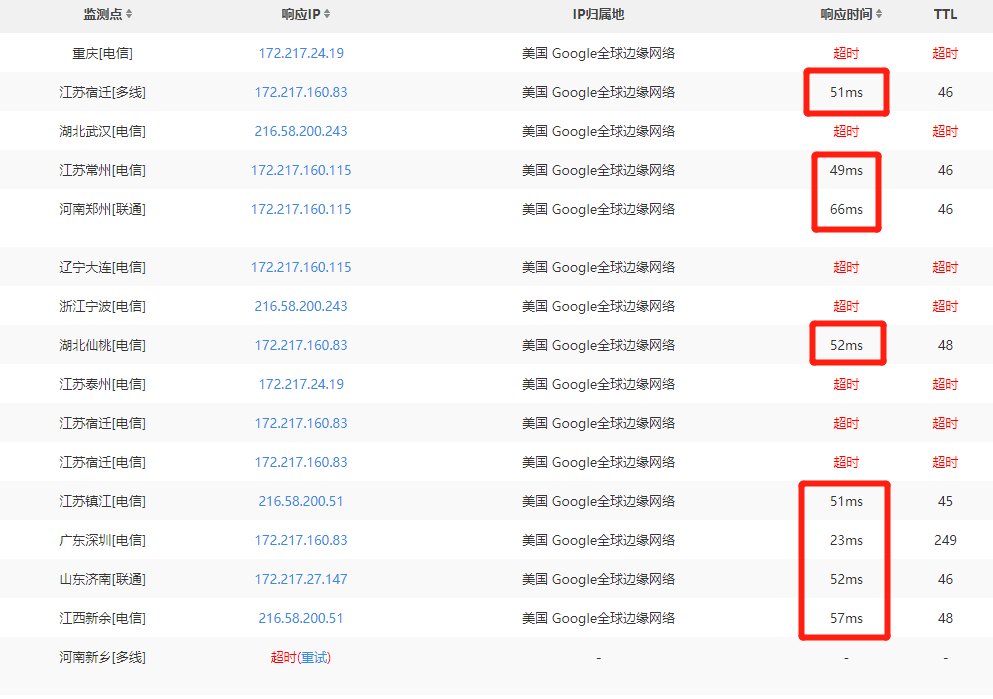 监测点 响应IP IP归属地 响应时间 TTL
重庆[电信] 172.217.24.19 美国 Google全球边缘网络 超时 超时
江苏宿迁[多线] 172.217.160.83 美国 Google全球边缘网络 51ms 46
湖北武汉[电信] 216.58.200.243 美国 Google全球边缘网络 超时 超时
江苏常州[电信] 172.217.160.115 美国 Google全球边缘网络 49ms 46
河南郑州[联通] 172.217.160.115 美国 Google全球边缘网络 66ms 46
辽宁大连[电信] 172.217.160.115 美国 Google全球边缘网络 超时 超时
浙江宁波[电信] 216.58.200.243 美国 Google全球边缘网络 超时 超时
湖北仙桃[电信] 172.217.160.83 美国 Google全球边缘网络 52ms 48
江苏泰州[电信] 172.217.24.19 美国 Google全球边缘网络 超时 超时
江苏宿迁[电信] 172.217.160.83 美国 Google全球边缘网络 超时 超时
江苏宿迁[电信] 172.217.160.83 美国 Google全球边缘网络 超时 超时
江苏镇江[电信] 216.58.200.51 美国 Google全球边缘网络 51ms 45
广东深圳[电信] 172.217.160.83 美国 Google全球边缘网络 23ms 249
山东济南[联通] 172.217.27.147 美国 Google全球边缘网络 52ms 46
江西新余[电信] 216.58.200.51 美国 Google全球边缘网络 57ms 48
河南新乡[多线] 超时(重试) - - -